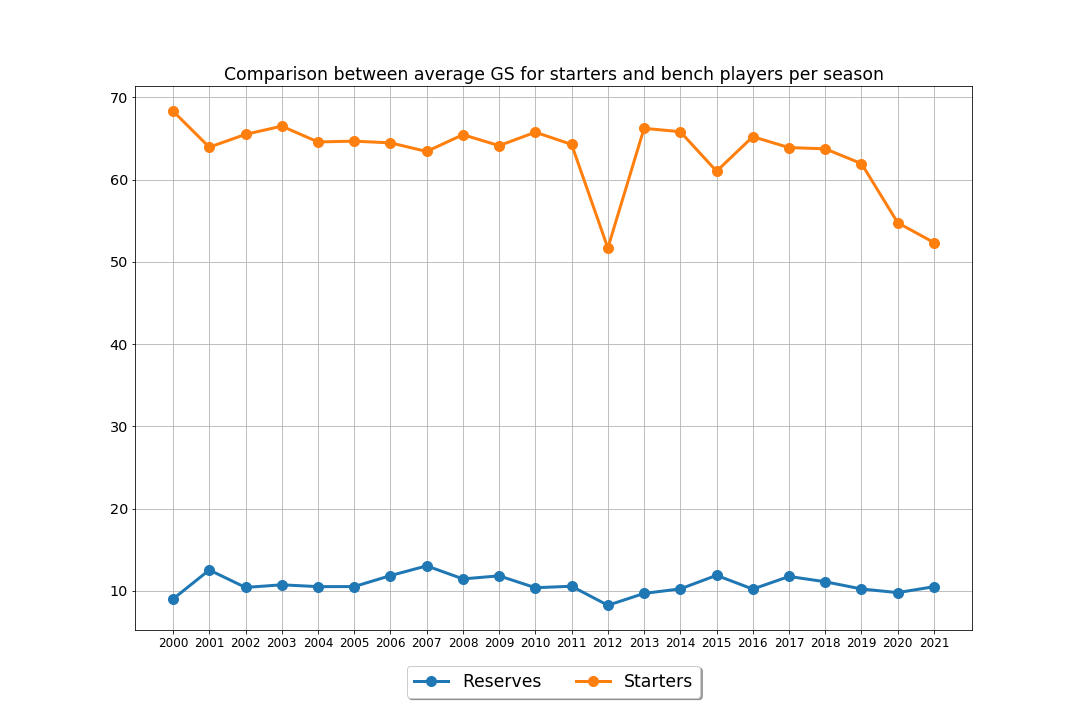 Comparison between average GS for starters and bench players per season
70
60
50
40
30
20
10
2000 2001 2002 2003 2004 2005 2006 2007 2008 2009 2010 2011 2012 2013 2014 2015 2016 2017 2018 2019 2020 2021
Reserves Starters